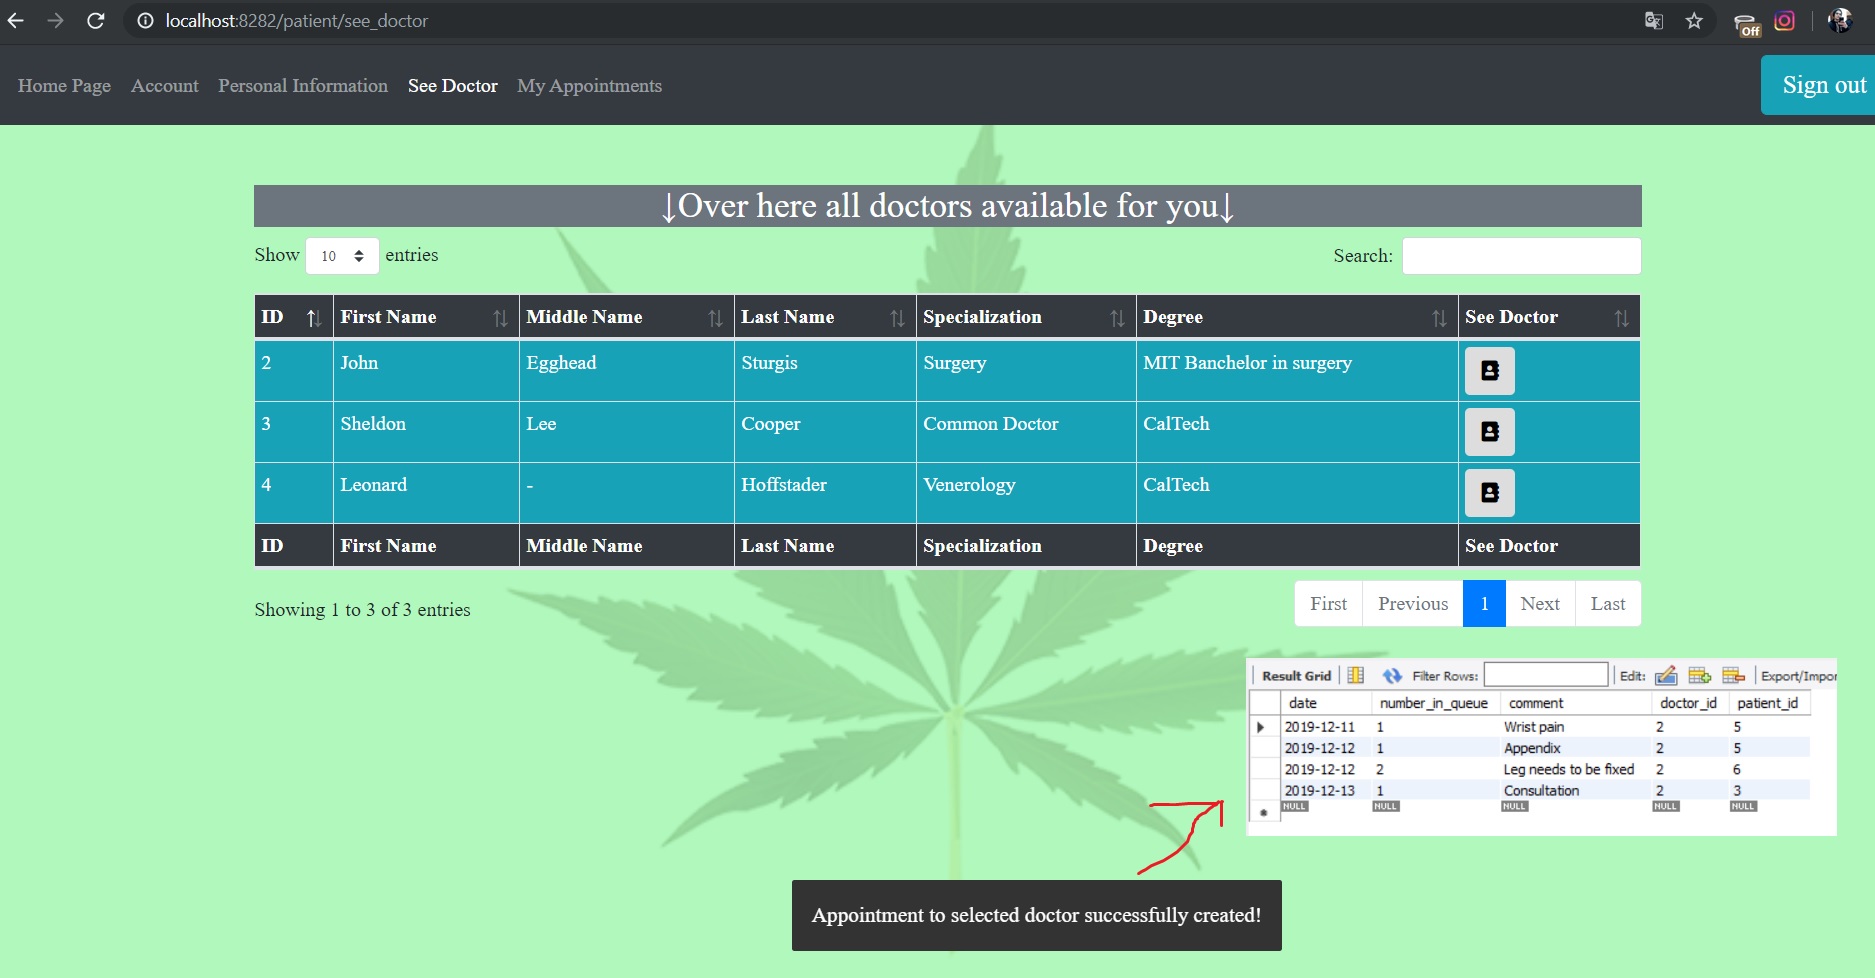 localhost:8282/patient/see_doctor
Off
Home Page Account Personal Information See Doctor My Appointments Sign out
↓Over here all doctors available for you↓
Show 10 entries Search:
ID First Name Middle Name Last Name Specialization Degree See Doctor
2 John Egghead Sturgis Surgery MIT Banchelor in surgery
3 Sheldon Lee Cooper Common Doctor CalTech
4 Leonard - Hoffstader Venerology CalTech
ID First Name Middle Name Last Name Specialization Degree See Doctor
Showing 1 to 3 of 3 entries First Previous 1 Next Last
Result Grid Filter Rows: Edit: Export/Impor
date number_in_queue comment doctor_id patient_id
2019-12-11 1 Wrist pain 2 5
2019-12-12 1 Appendix 2 5
2019-12-12 2 Leg needs to be fixed 2 6
2019-12-13 1 Consultation 2 3
NULL NULL NULL NULL NULL
Appointment to selected doctor successfully created!